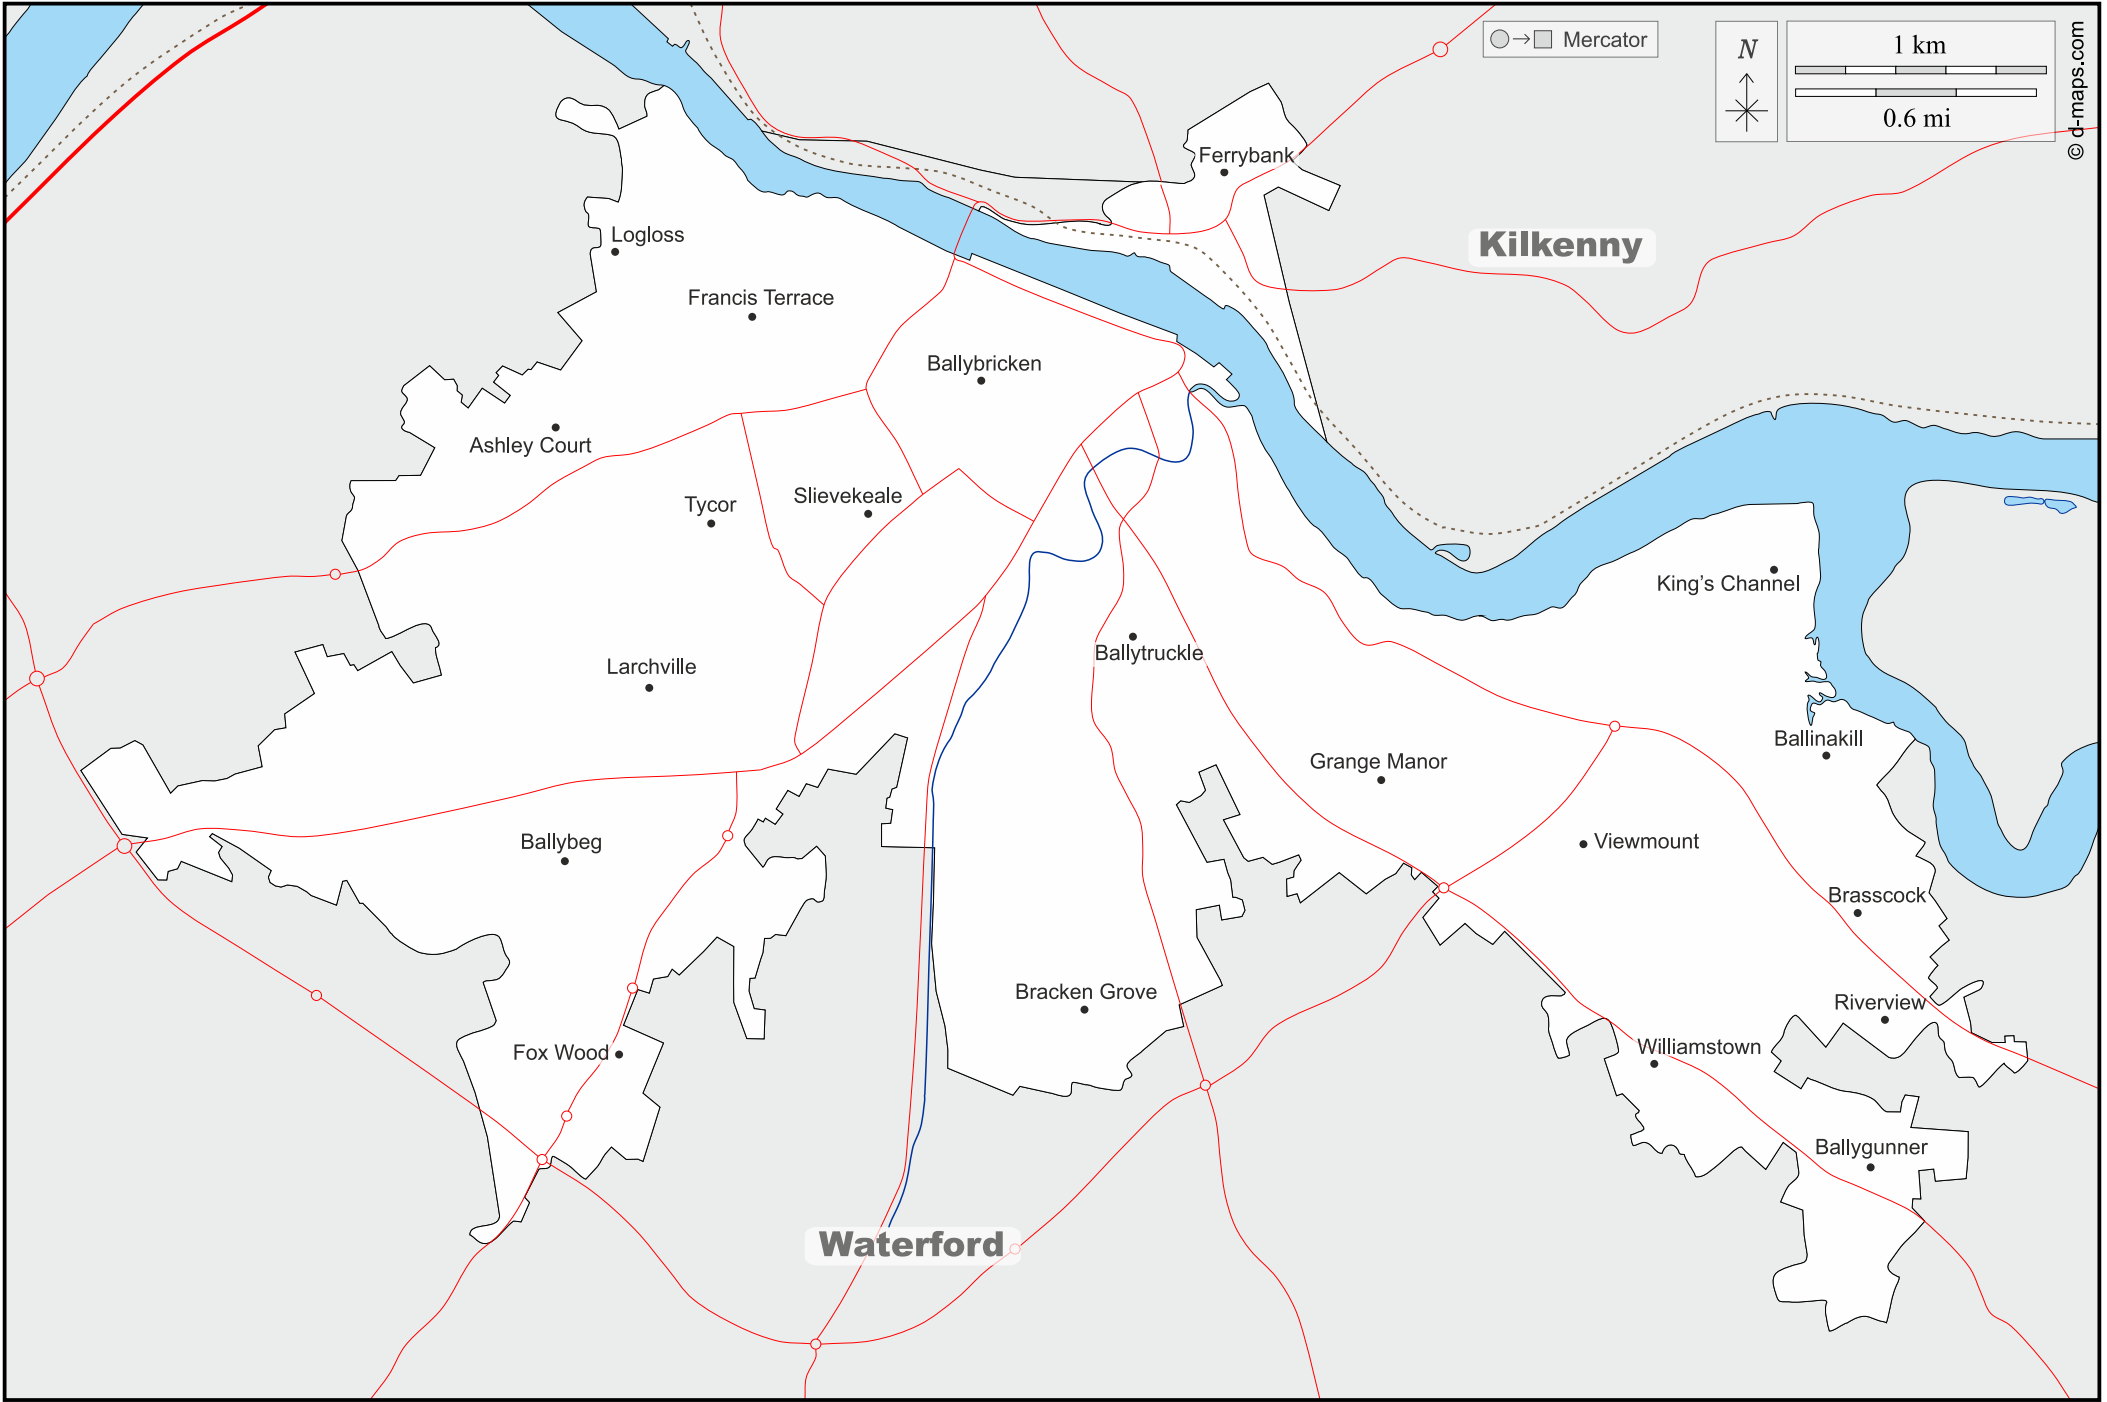 Mercator
N
1 km
0.6 mi
© d-maps.com
Ferrybank
Logloss
Kilkenny
Francis Terrace
Ballybricken
Ashley Court
Tycor
Slievekeale
King's Channel
Ballytruckle
Larchville
Ballinakill
Grange Manor
Ballybeg
Viewmount
Brasscock
Bracken Grove
Riverview
Fox Wood
Williamstown
Ballygunner
Waterford